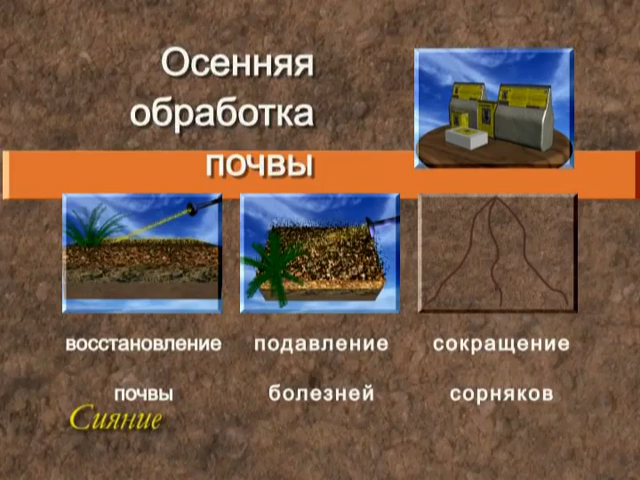 Осенняя
обработка
почвы
восстановление
почвы
подавление
болезней
сокращение
сорняков
Сияние